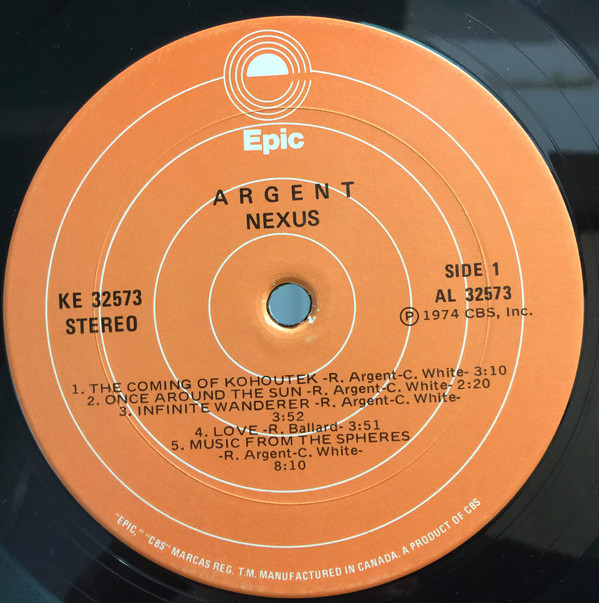 Epic
ARGENT
NEXUS
KE 32573
STEREO
SIDE 1
AL 32573
Ⓟ 1974 CBS, Inc.
1. THE COMING OF KOHOUTEK -R. Argent-C. White- 3:10
2. ONCE AROUND THE SUN -R. Argent-C. White- 2:20
3. INFINITE WANDERER -R. Argent-C. White-
3:52
4. LOVE -R. Ballard- 3:51
5. MUSIC FROM THE SPHERES
-R. Argent-C. White-
8:10
"EPIC," "CBS" MARCAS REG. T.M. MANUFACTURED IN CANADA. A PRODUCT OF CBS